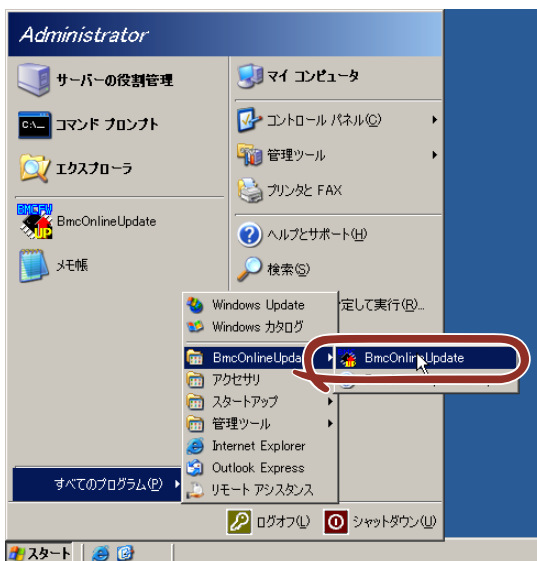 Administrator
サーバーの役割管理
コマンド プロンプト
エクスプローラ
BmcOnlineUpdate
メモ帳
マイ コンピュータ
コントロール パネル(C)
管理ツール
プリンタと FAX
ヘルプとサポート(H)
検索(S)
定して実行(R)...
Windows Update
Windows カタログ
BmcOnlineUpda
アクセサリ
スタートアップ
管理ツール
Internet Explorer
Outlook Express
リモート アシスタンス
BmcOnlineUpdate
すべてのプログラム(P)
ログオフ(L)
シャットダウン(U)
スタート